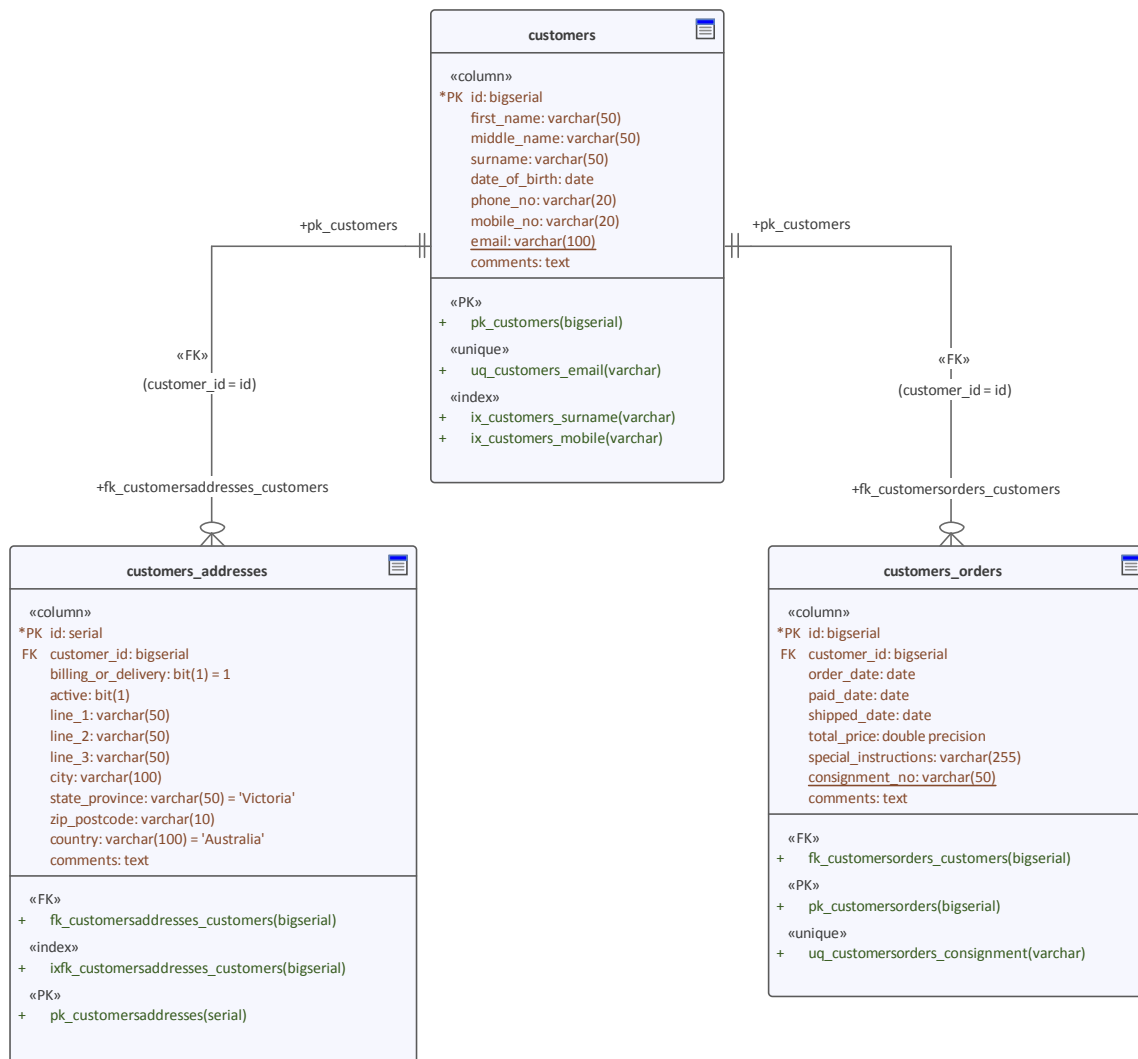 customers
«column»
*PK id: bigserial
first_name: varchar(50)
middle_name: varchar(50)
surname: varchar(50)
date_of_birth: date
phone_no: varchar(20)
mobile_no: varchar(20)
email: varchar(100)
comments: text
«PK»
+ pk_customers(bigserial)
«unique»
+ uq_customers_email(varchar)
«index»
+ ix_customers_surname(varchar)
+ ix_customers_mobile(varchar)
+pk_customers
«FK»
(customer_id = id)
+fk_customersaddresses_customers
+pk_customers
«FK»
(customer_id = id)
+fk_customersorders_customers
customers_addresses
«column»
*PK id: serial
FK customer_id: bigserial
billing_or_delivery: bit(1) = 1
active: bit(1)
line_1: varchar(50)
line_2: varchar(50)
line_3: varchar(50)
city: varchar(100)
state_province: varchar(50) = 'Victoria'
zip_postcode: varchar(10)
country: varchar(100) = 'Australia'
comments: text
«FK»
+ fk_customersaddresses_customers(bigserial)
«index»
+ ixfk_customersaddresses_customers(bigserial)
«PK»
+ pk_customersaddresses(serial)
customers_orders
«column»
*PK id: bigserial
FK customer_id: bigserial
order_date: date
paid_date: date
shipped_date: date
total_price: double precision
special_instructions: varchar(255)
consignment_no: varchar(50)
comments: text
«FK»
+ fk_customersorders_customers(bigserial)
«PK»
+ pk_customersorders(bigserial)
«unique»
+ uq_customersorders_consignment(varchar)